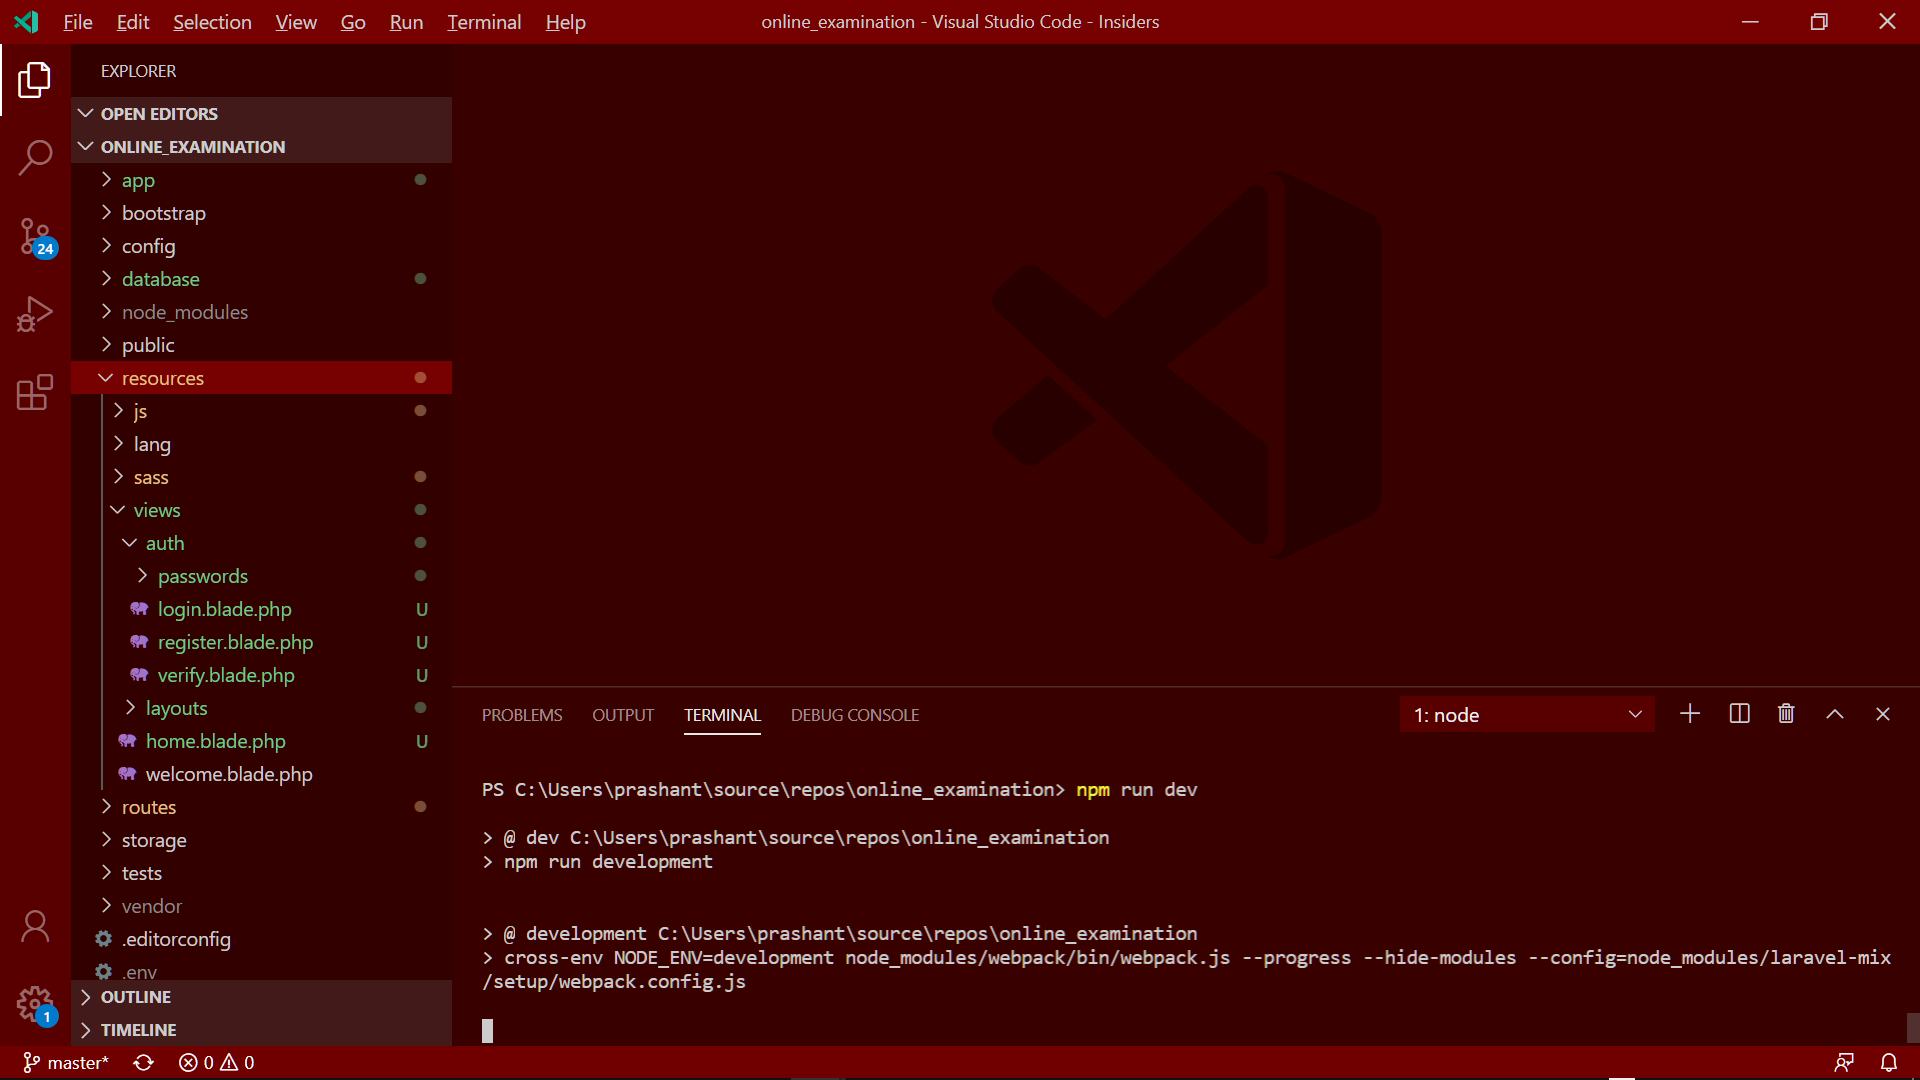 File Edit Selection View Go Run Terminal Help
online_examination - Visual Studio Code - Insiders
EXPLORER
OPEN EDITORS
ONLINE_EXAMINATION
app
bootstrap
config
database
node_modules
public
resources
js
lang
sass
views
auth
passwords
login.blade.php U
register.blade.php U
verify.blade.php U
layouts
home.blade.php U
welcome.blade.php
routes
storage
tests
vendor
.editorconfig
.env
OUTLINE
TIMELINE
24
1
PROBLEMS OUTPUT TERMINAL DEBUG CONSOLE
1: node
PS C:\Users\prashant\source\repos\online_examination> npm run dev
> @ dev C:\Users\prashant\source\repos\online_examination
> npm run development
> @ development C:\Users\prashant\source\repos\online_examination
> cross-env NODE_ENV=development node_modules/webpack/bin/webpack.js --progress --hide-modules --config=node_modules/laravel-mix
/setup/webpack.config.js
master* 0 0